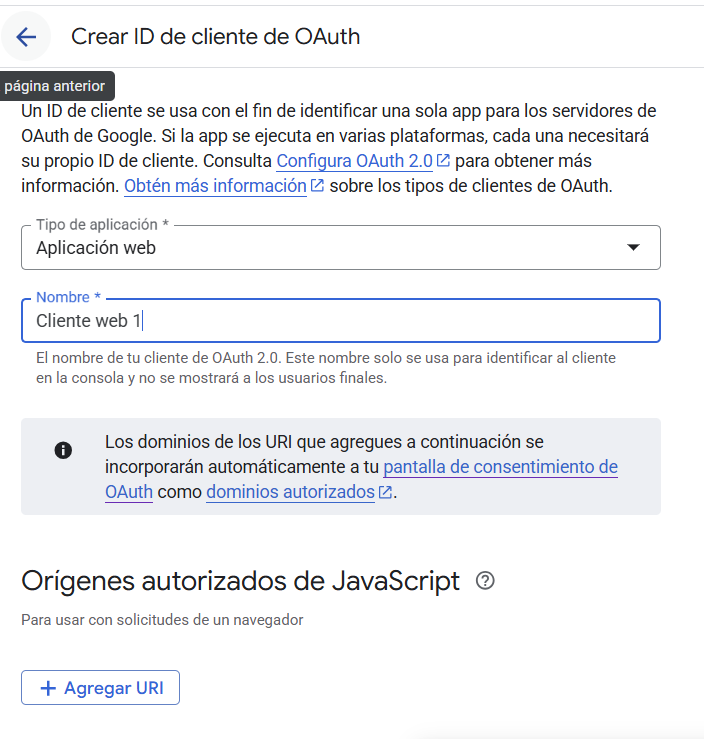 Crear ID de cliente de OAuth
página anterior
Un ID de cliente se usa con el fin de identificar una sola app para los servidores de
OAuth de Google. Si la app se ejecuta en varias plataformas, cada una necesitará
su propio ID de cliente. Consulta Configura OAuth 2.0 para obtener más
información. Obtén más información sobre los tipos de clientes de OAuth.
Tipo de aplicación *
Aplicación web
Nombre *
Cliente web 1
El nombre de tu cliente de OAuth 2.0. Este nombre solo se usa para identificar al cliente
en la consola y no se mostrará a los usuarios finales.
Los dominios de los URI que agregues a continuación se
incorporarán automáticamente a tu pantalla de consentimiento de
OAuth como dominios autorizados.
Orígenes autorizados de JavaScript
Para usar con solicitudes de un navegador
+ Agregar URI